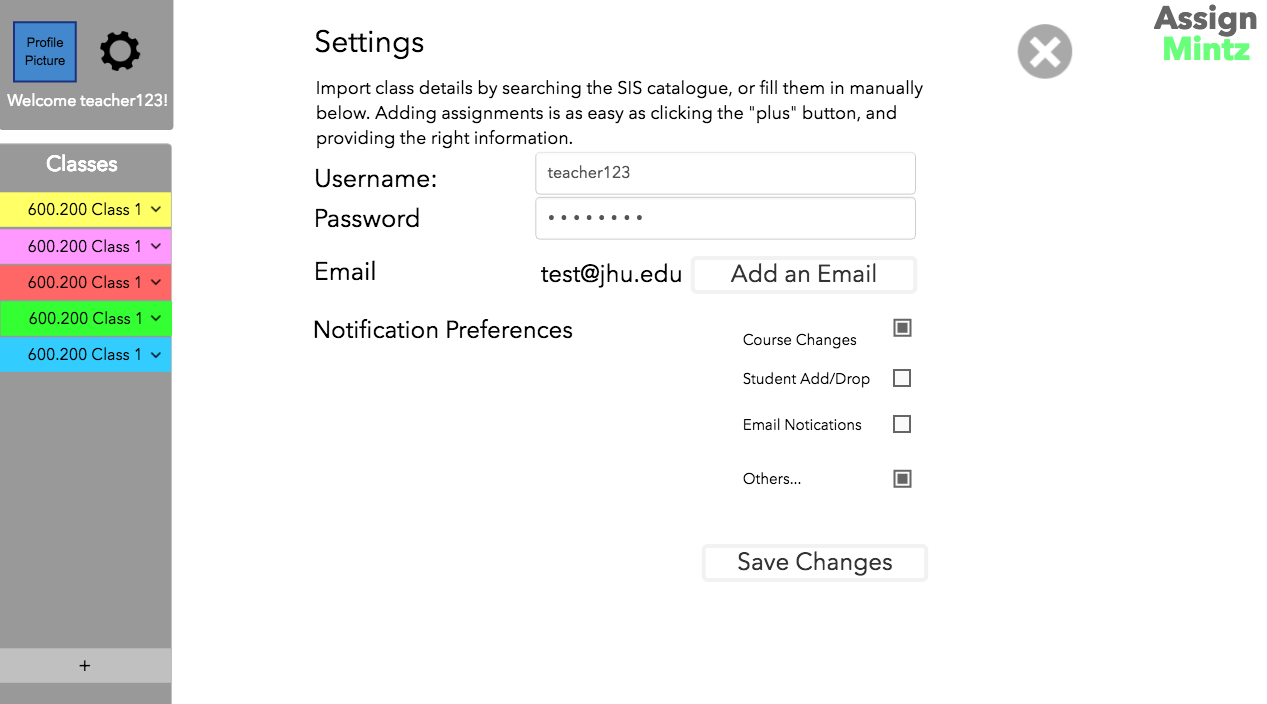 Profile
Picture
Welcome teacher123!
Classes
600.200 Class 1
600.200 Class 1
600.200 Class 1
600.200 Class 1
600.200 Class 1
+
Settings
Import class details by searching the SIS catalogue, or fill them in manually
below. Adding assignments is as easy as clicking the "plus" button, and
providing the right information.
Username:
teacher123
Password
• • • • • • • •
Email
test@jhu.edu
Add an Email
Notification Preferences
Course Changes
Student Add/Drop
Email Notications
Others...
Save Changes
Assign
Mintz